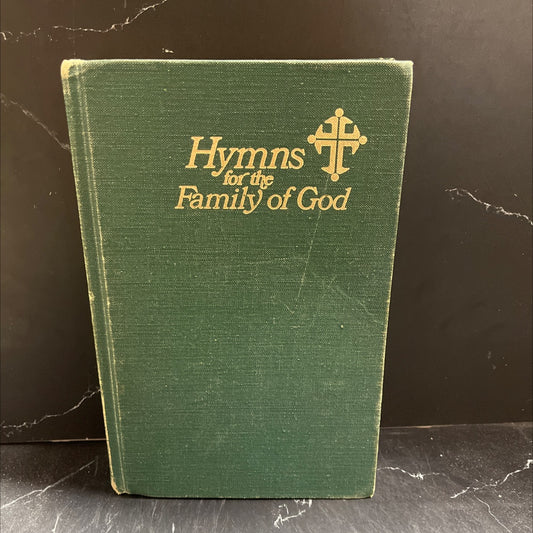 Hymns
for the
Family of God